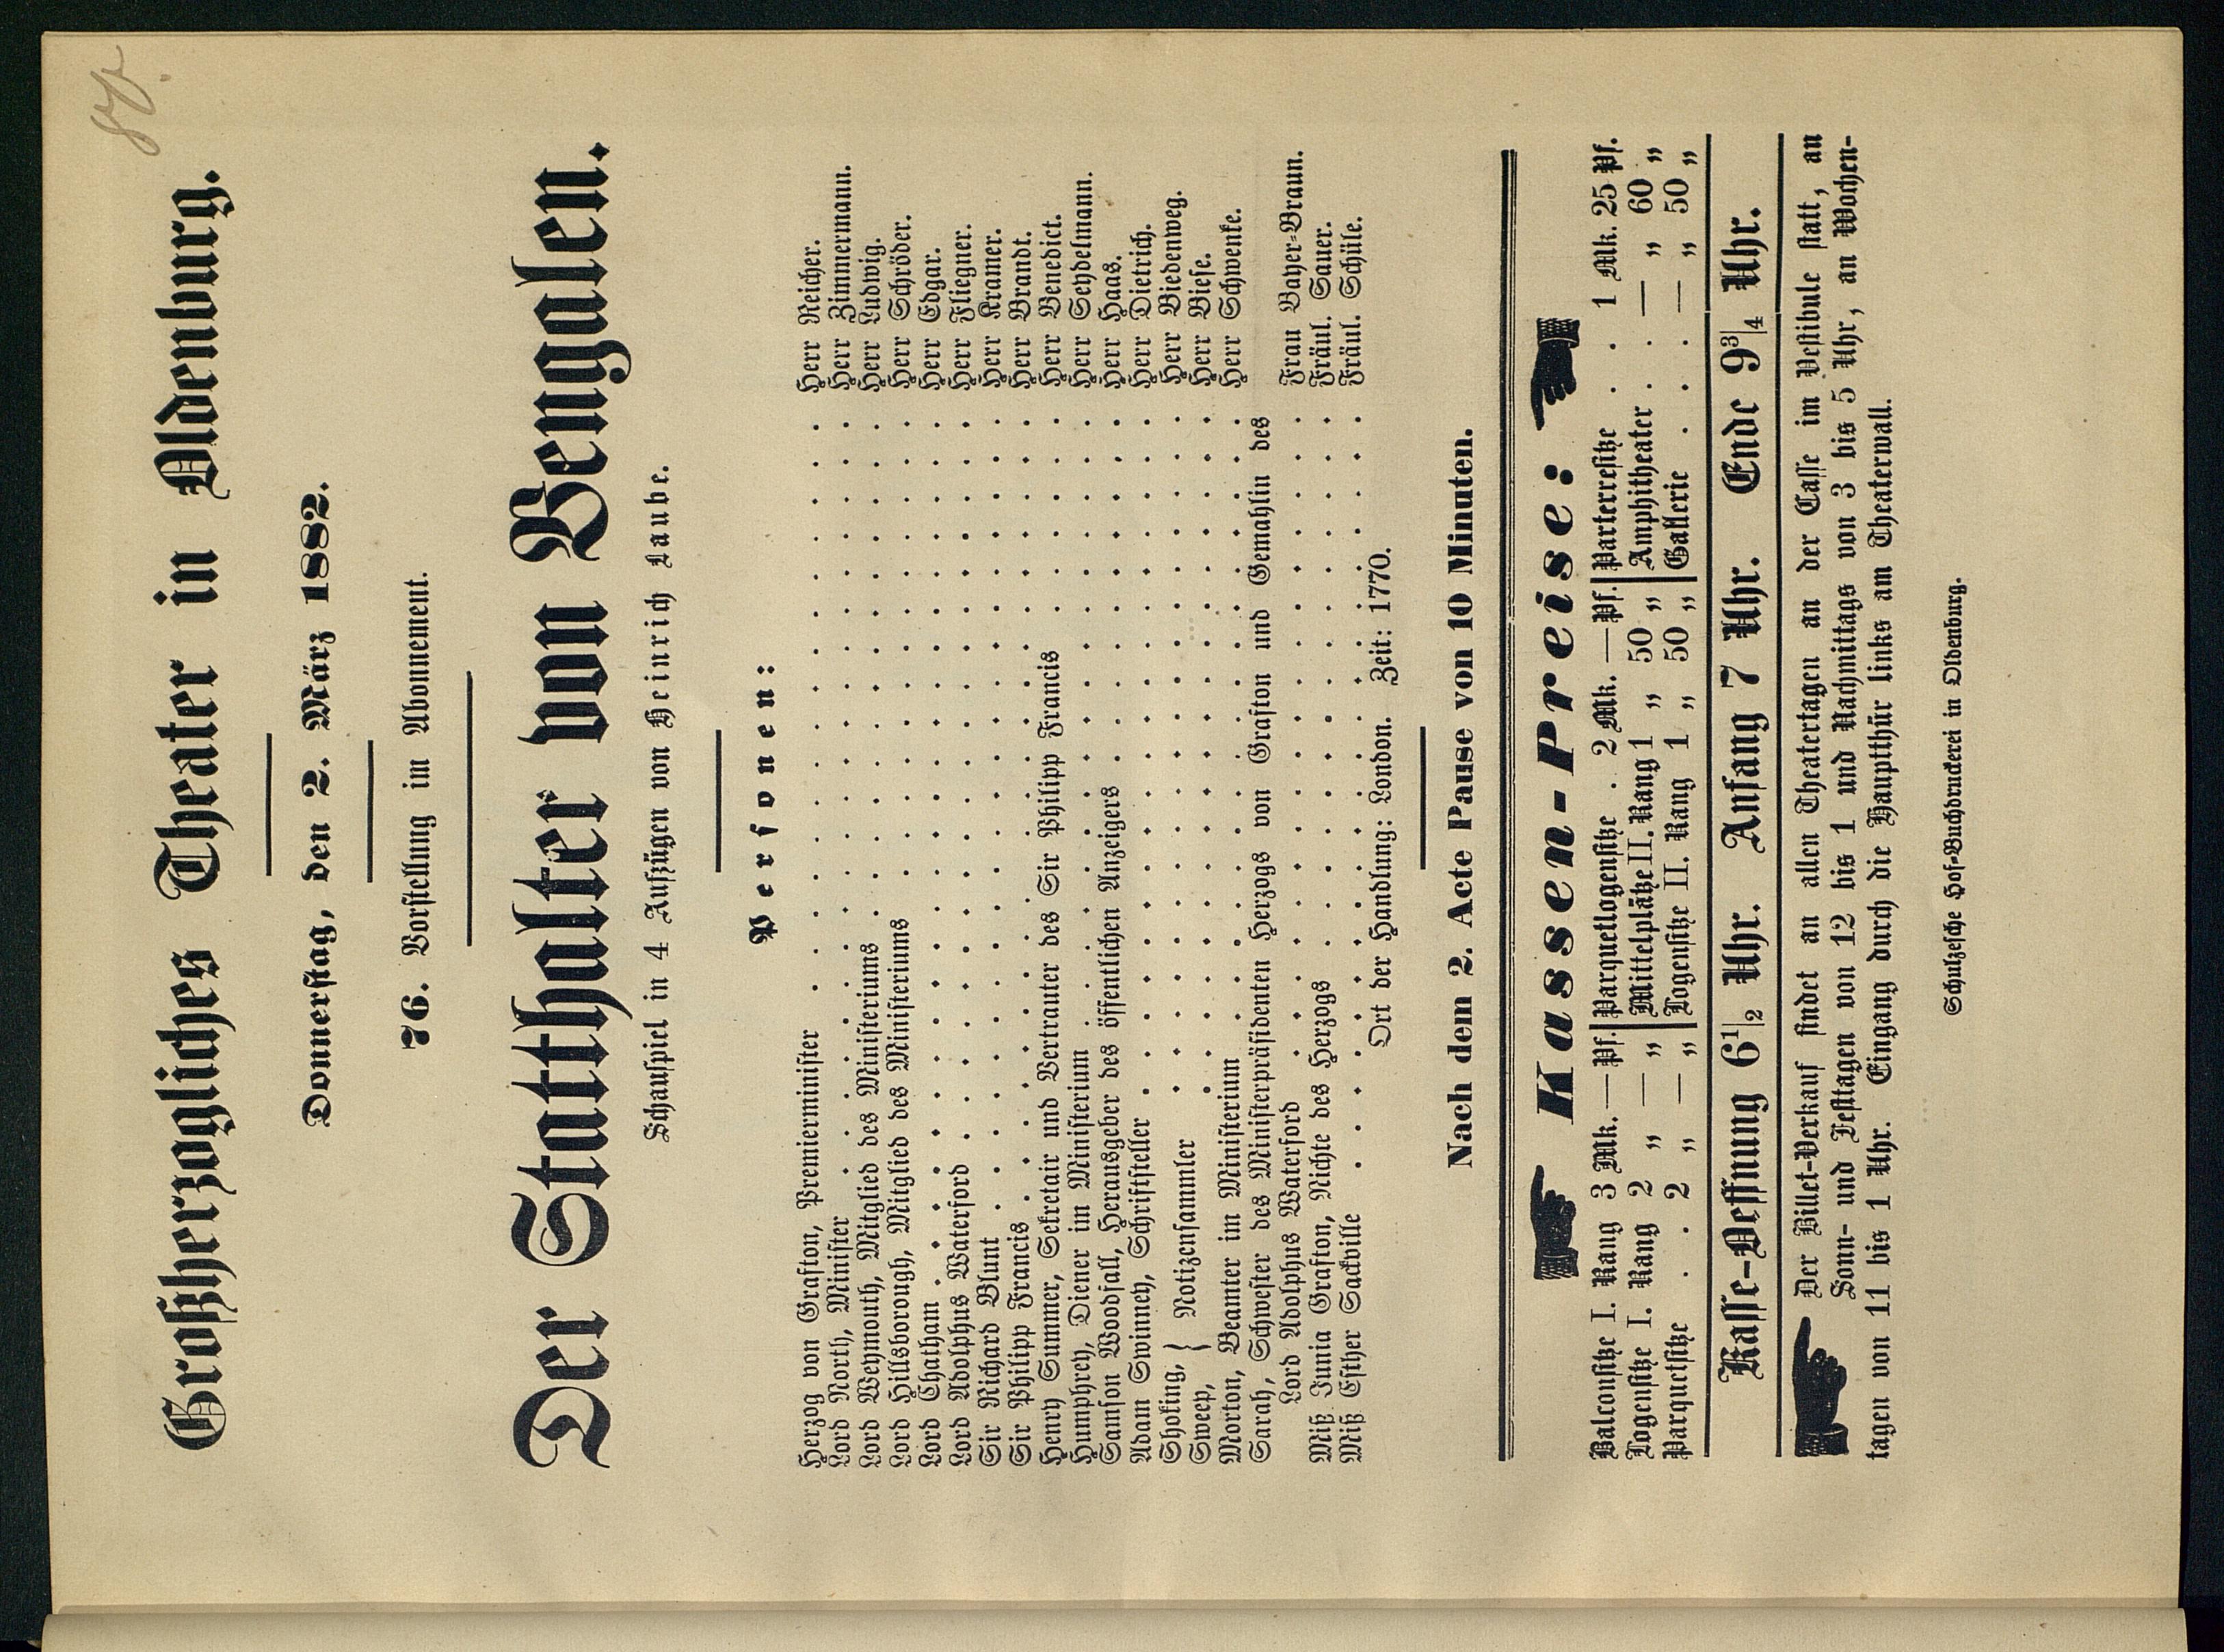 Großherzogliches Theater in Oldenburg.
Donnerstag, den 2. März 1882.
76. Vorstellung im Abonnement.
Der Statthalter von Bengalen.
Schauspiel in 4 Aufzügen von Heinrich Laube.
Personen:
Herzog von Grafton, Premierminister . . . Herr Reicher.
Lord North, Minister . . . Herr Zimmermann.
Lord Weymouth, Mitglied des Ministeriums . . . Herr Ludwig.
Lord Hillsborough, Mitglied des Ministeriums . . . Herr Schröder.
Lord Chatham . . . Herr Edgar.
Lord Adolphus Waterford . . . Herr Fliegner.
Sir Richard Blunt . . . Herr Kramer.
Sir Philipp Francis . . . Herr Brandt.
Henry Summer, Sekretair und Vertrauter des Sir Philipp Francis . . . Herr Benedict.
Humphrey, Diener im Ministerium . . . Herr Seydelmann.
Samson Woodfall, Herausgeber des öffentlichen Anzeigers . . . Herr Haas.
Adam Swinney, Schriftsteller . . . Herr Dietrich.
Shoking, } Notizensammler . . . Herr Biedenweg.
Sweep, } . . . Herr Biese.
Morton, Beamter im Ministerium . . . Herr Schwenke.
Sarah, Schwester des Ministerpräsidenten Herzogs von Grafton und Gemahlin des
Lord Adolphus Waterford . . . Frau Bayer-Braun.
Miß Junia Grafton, Nichte des Herzogs . . . Fräul. Sauer.
Miß Esther Sackville . . . Fräul. Schüle.
Ort der Handlung: London. Zeit: 1770.
Nach dem 2. Acte Pause von 10 Minuten.
Kassen-Preise:
Balconsitze I. Rang 3 Mk. — Pf. Parquetlogensitze . 2 Mk. — Pf. Parterresitze . . 1 Mk. 25 Pf.
Logensitze I. Rang 2 „ — „ Mittelplätze II. Rang 1 „ 50 „ Amphitheater . . — „ 60 „
Parquetsitze . . 2 „ — „ Logensitze II. Rang 1 „ 50 „ Gallerie . . . — „ 50 „
Kasse-Oeffnung 6 1/2 Uhr. Anfang 7 Uhr. Ende 9 3/4 Uhr.
Der Billet-Verkauf findet an allen Theatertagen an der Casse im Vestibule statt, an
Sonn- und Festtagen von 12 bis 1 und Nachmittags von 3 bis 5 Uhr, an Wochen-
tagen von 11 bis 1 Uhr. Eingang durch die Hauptthür links am Theaterwall.
Schulzesche Hof-Buchdruckerei in Oldenburg.